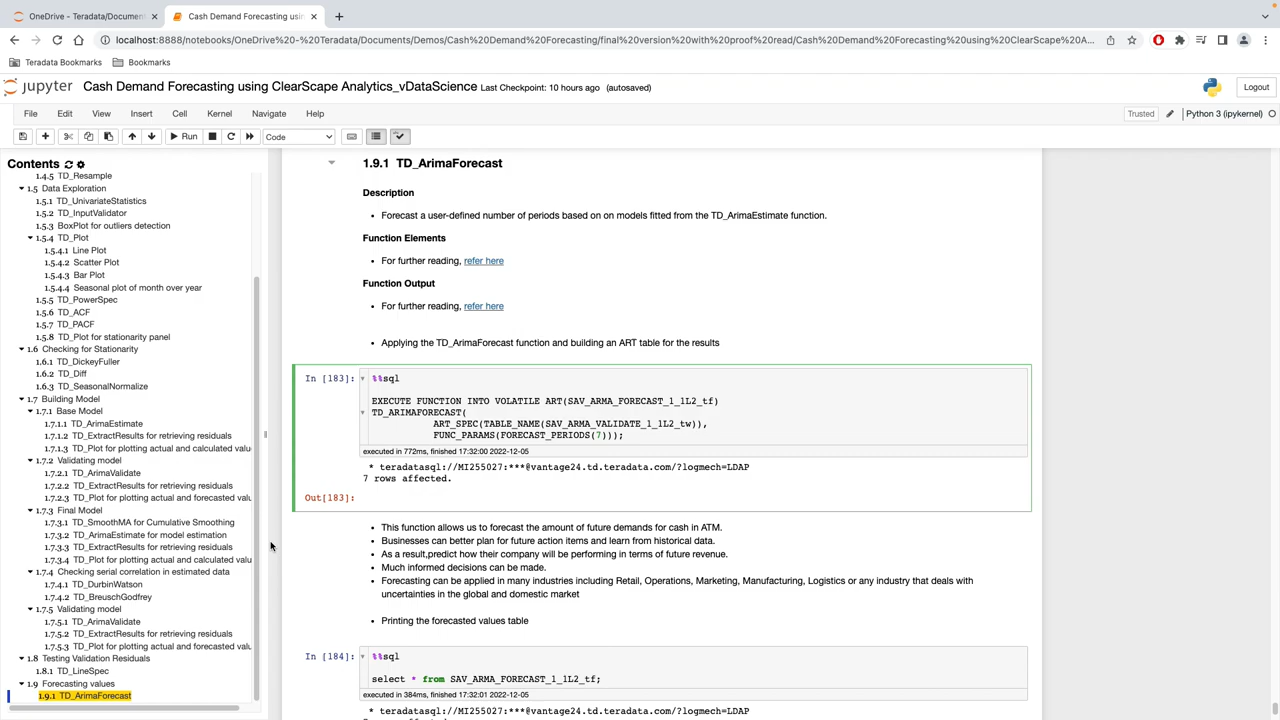 OneDrive - Teradata/Documen
Cash Demand Forecasting usin
localhost:8888/notebooks/OneDrive%20-%20Teradata/Documents/Demos/Cash%20Demand%20Forecasting/final%20version%20with%20proof%20read/Cash%20Demand%20Forecasting%20using%20ClearScape%20A...
Teradata Bookmarks
Bookmarks
jupyter
Cash Demand Forecasting using ClearScape Analytics_vDataScience Last Checkpoint: 10 hours ago (autosaved)
Logout
File Edit View Insert Cell Kernel Navigate Help
Trusted
Python 3 (ipykernel)
Run
Code
Contents
1.4.5 TD_Resample
1.5 Data Exploration
1.5.1 TD_UnivariateStatistics
1.5.2 TD_InputValidator
1.5.3 BoxPlot for outliers detection
1.5.4 TD_Plot
1.5.4.1 Line Plot
1.5.4.2 Scatter Plot
1.5.4.3 Bar Plot
1.5.4.4 Seasonal plot of month over year
1.5.5 TD_PowerSpec
1.5.6 TD_ACF
1.5.7 TD_PACF
1.5.8 TD_Plot for stationarity panel
1.6 Checking for Stationarity
1.6.1 TD_DickeyFuller
1.6.2 TD_Diff
1.6.3 TD_SeasonalNormalize
1.7 Building Model
1.7.1 Base Model
1.7.1.1 TD_ArimaEstimate
1.7.1.2 TD_ExtractResults for retrieving residuals
1.7.1.3 TD_Plot for plotting actual and calculated valu
1.7.2 Validating model
1.7.2.1 TD_ArimaValidate
1.7.2.2 TD_ExtractResults for retrieving residuals
1.7.2.3 TD_Plot for plotting actual and forecasted valu
1.7.3 Final Model
1.7.3.1 TD_SmoothMA for Cumulative Smoothing
1.7.3.2 TD_ArimaEstimate for model estimation
1.7.3.3 TD_ExtractResults for retrieving residuals
1.7.3.4 TD_Plot for plotting actual and calculated valu
1.7.4 Checking serial correlation in estimated data
1.7.4.1 TD_DurbinWatson
1.7.4.2 TD_BreuschGodfrey
1.7.5 Validating model
1.7.5.1 TD_ArimaValidate
1.7.5.2 TD_ExtractResults for retrieving residuals
1.7.5.3 TD_Plot for plotting actual and forecasted valu
1.8 Testing Validation Residuals
1.8.1 TD_LineSpec
1.9 Forecasting values
1.9.1 TD_ArimaForecast
1.9.1 TD_ArimaForecast
Description
• Forecast a user-defined number of periods based on on models fitted from the TD_ArimaEstimate function.
Function Elements
• For further reading, refer here
Function Output
• For further reading, refer here
• Applying the TD_ArimaForecast function and building an ART table for the results
In [183]: %%sql
EXECUTE FUNCTION INTO VOLATILE ART(SAV_ARMA_FORECAST_1_1L2_tf)
TD_ARIMAFORECAST(
ART_SPEC(TABLE_NAME(SAV_ARMA_VALIDATE_1_1L2_tw)),
FUNC_PARAMS(FORECAST_PERIODS(7)));
executed in 772ms, finished 17:32:00 2022-12-05
* teradatasql://MI255027:***@vantage24.td.teradata.com/?logmech=LDAP
7 rows affected.
Out[183]:
• This function allows us to forecast the amount of future demands for cash in ATM.
• Businesses can better plan for future action items and learn from historical data.
• As a result,predict how their company will be performing in terms of future revenue.
• Much informed decisions can be made.
• Forecasting can be applied in many industries including Retail, Operations, Marketing, Manufacturing, Logistics or any industry that deals with
uncertainties in the global and domestic market
• Printing the forecasted values table
In [184]: %%sql
select * from SAV_ARMA_FORECAST_1_1L2_tf;
executed in 384ms, finished 17:32:01 2022-12-05
* teradatasql://MI255027:***@vantage24.td.teradata.com/?logmech=LDAP